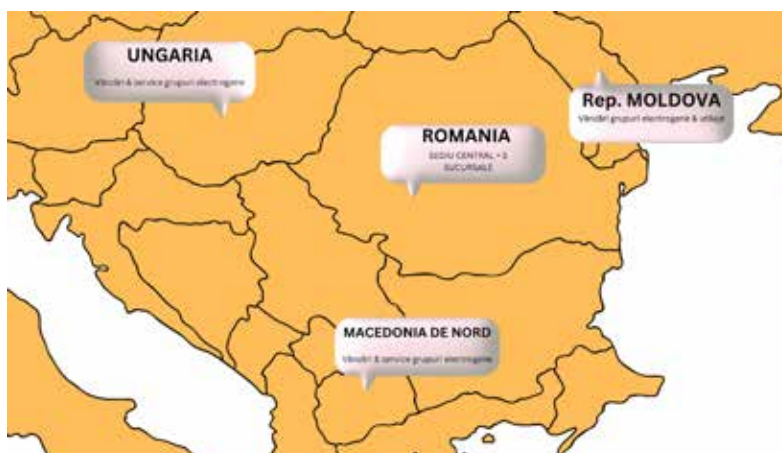 UNGARIA
Vânzări & service grupuri electrogene
Rep. MOLDOVA
Vânzări grupuri electrogene & utilaje
ROMANIA
SEDIU CENTRAL +
SUCURSALE
MACEDONIA DE NORD
Vânzări & service grupuri electrogene